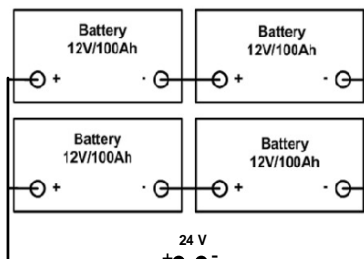 Battery
12V/100Ah
Battery
12V/100Ah
+ - + -
Battery
12V/100Ah
Battery
12V/100Ah
+ - + -
24 V
+ -